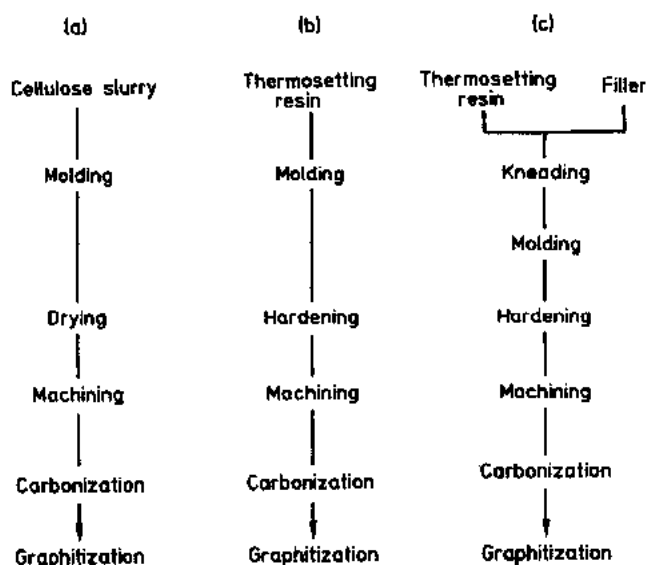 (a)
(b)
(c)
Cellulose slurry
Thermosetting
resin
Thermosetting
resin
Filler
Molding
Molding
Kneading
Molding
Drying
Hardening
Hardening
Machining
Machining
Machining
Carbonization
Carbonization
Carbonization
Graphitization
Graphitization
Graphitization